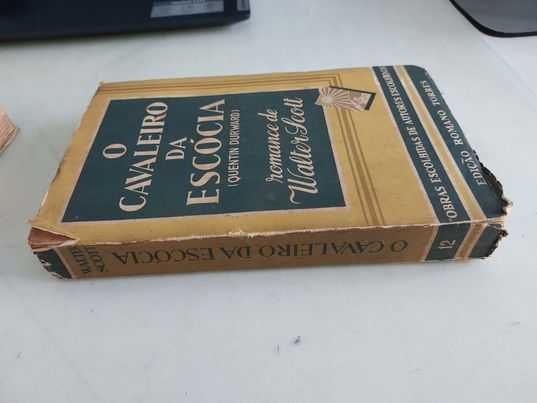 O
CAVALEIRO
DA
ESCÓCIA
(QUENTIN DURWARD)
romance de
Walter Scott
OBRAS ESCOLHIDAS DE AUTORES ESCOLHIDOS
EDIÇÃO ROMANO TORRES
WALTER
SCOTT
O CAVALEIRO DA ESCÓCIA
12